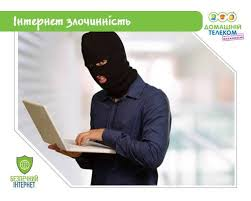 Інтернет злочинність
ДОМАШНІЙ
ТЕЛЕКОМ
БЕЗПЕЧНИЙ
ІНТЕРНЕТ